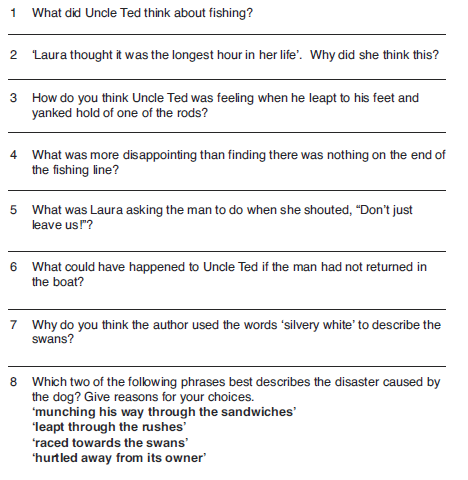 1 What did Uncle Ted think about fishing?
2 ‘Laura thought it was the longest hour in her life’. Why did she think this?
3 How do you think Uncle Ted was feeling when he leapt to his feet and
yanked hold of one of the rods?
4 What was more disappointing than finding there was nothing on the end of
the fishing line?
5 What was Laura asking the man to do when she shouted, “Don’t just
leave us!”?
6 What could have happened to Uncle Ted if the man had not returned in
the boat?
7 Why do you think the author used the words ‘silvery white’ to describe the
swans?
8 Which two of the following phrases best describes the disaster caused by
the dog? Give reasons for your choices.
‘munching his way through the sandwiches’
‘leapt through the rushes’
‘raced towards the swans’
‘hurtled away from its owner’